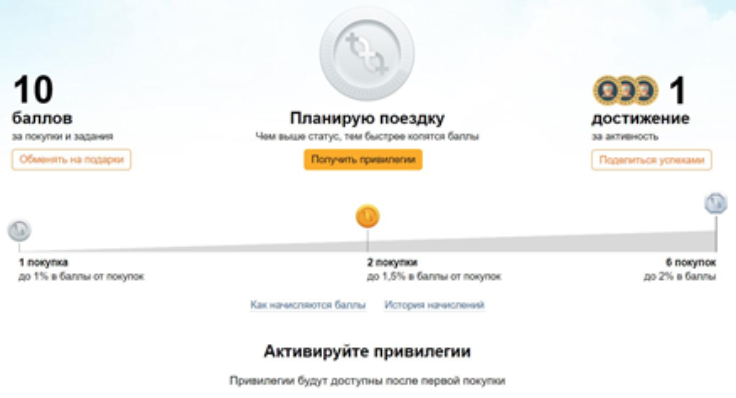 10
баллов
за покупки и задания
Обменять на подарки
Планирую поездку
Чем выше статус, тем быстрее копятся баллы
Получить привилегии
1
достижение
за активность
Поделиться успехами
1 покупка
до 1% в баллы от покупок
2 покупки
до 1,5% в баллы от покупок
6 покупок
до 2% в баллы
Как начисляются баллы История начислений
Активируйте привилегии
Привилегии будут доступны после первой покупки